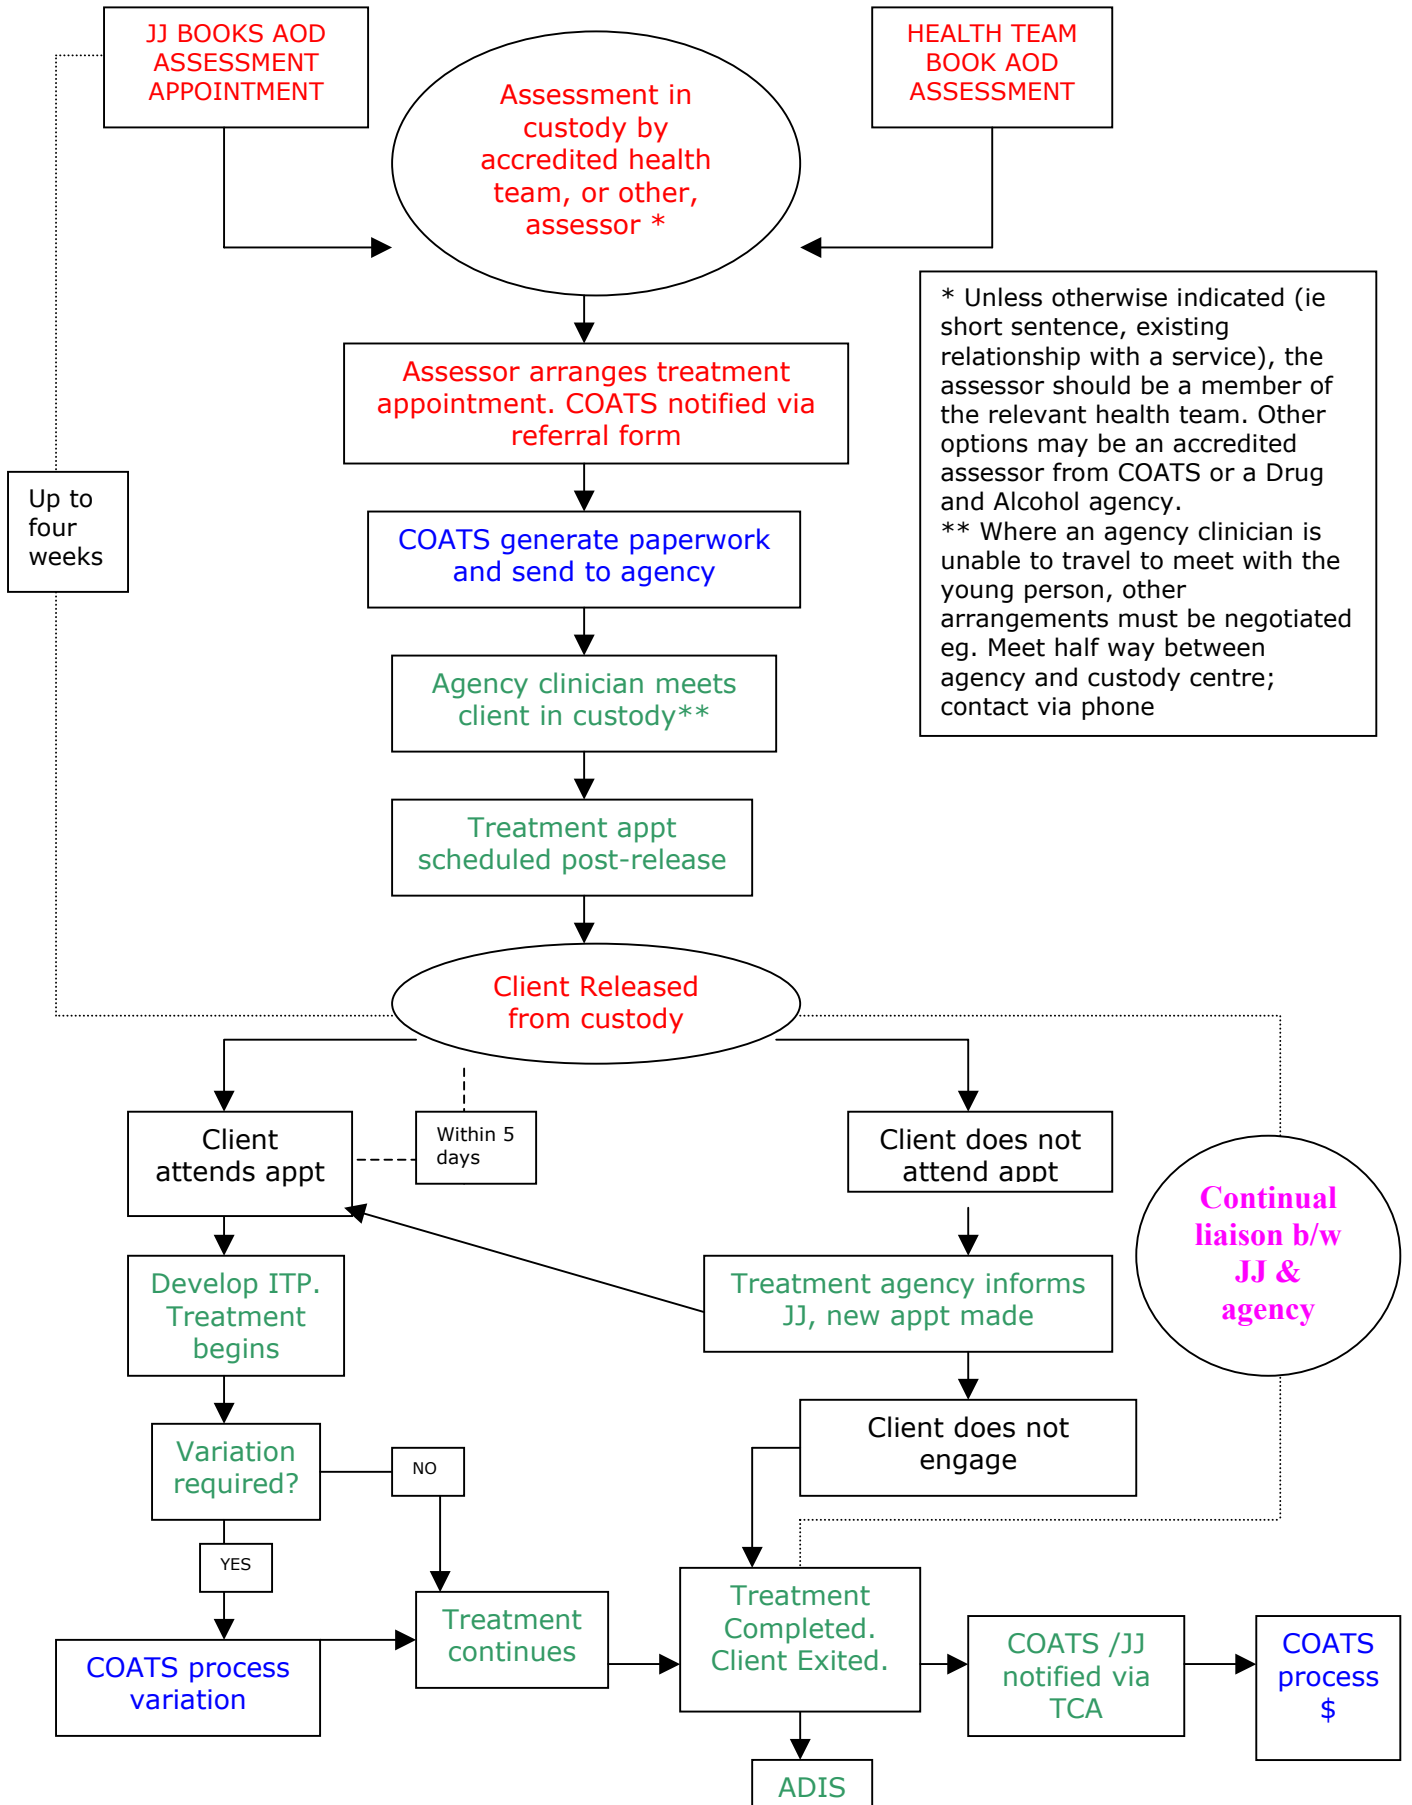 JJ BOOKS AOD
ASSESSMENT
APPOINTMENT
Assessment in
custody by
accredited health
team, or other,
assessor *
HEALTH TEAM
BOOK AOD
ASSESSMENT
* Unless otherwise indicated (ie
short sentence, existing
relationship with a service), the
assessor should be a member of
the relevant health team. Other
options may be an accredited
assessor from COATS or a Drug
and Alcohol agency.
** Where an agency clinician is
unable to travel to meet with the
young person, other
arrangements must be negotiated
eg. Meet half way between
agency and custody centre;
contact via phone
Assessor arranges treatment
appointment. COATS notified via
referral form
Up to
four
weeks
COATS generate paperwork
and send to agency
Agency clinician meets
client in custody**
Treatment appt
scheduled post-release
Client Released
from custody
Client
attends appt
Within 5
days
Client does not
attend appt
Continual
liaison b/w
JJ &
agency
Develop ITP.
Treatment
begins
Treatment agency informs
JJ, new appt made
Variation
required?
NO
Client does not
engage
YES
COATS process
variation
Treatment
continues
Treatment
Completed.
Client Exited.
COATS /JJ
notified via
TCA
COATS
process
$
ADIS